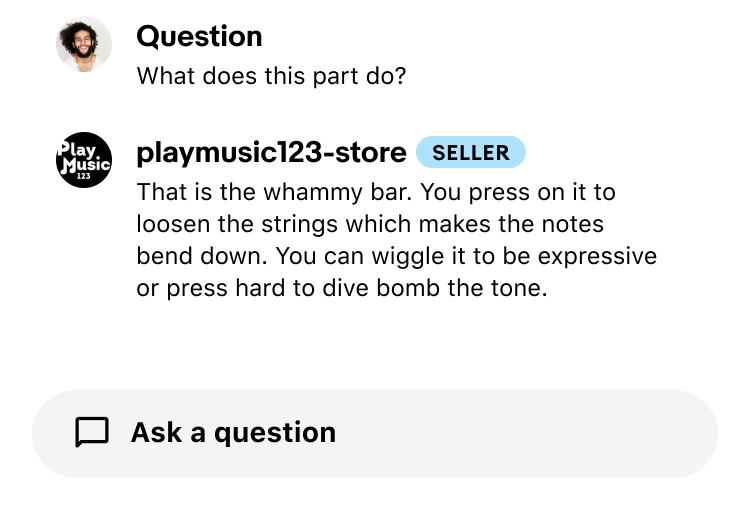 Question
What does this part do?
Play
Music
123
playmusic123-store SELLER
That is the whammy bar. You press on it to
loosen the strings which makes the notes
bend down. You can wiggle it to be expressive
or press hard to dive bomb the tone.
Ask a question